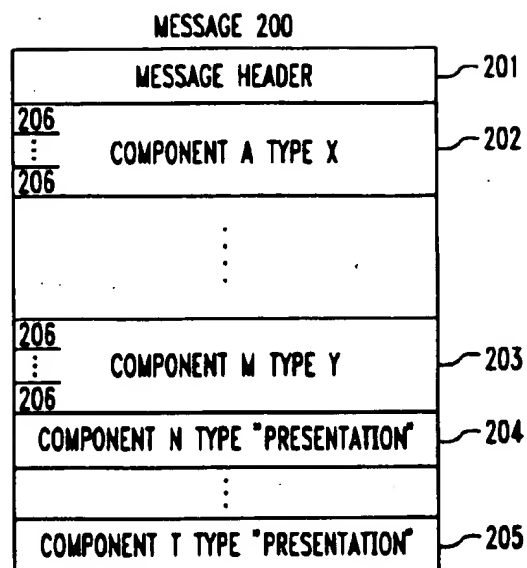 MESSAGE 200
MESSAGE HEADER 201
206
COMPONENT A TYPE X 202
206
206
COMPONENT M TYPE Y 203
206
COMPONENT N TYPE "PRESENTATION" 204
COMPONENT T TYPE "PRESENTATION" 205